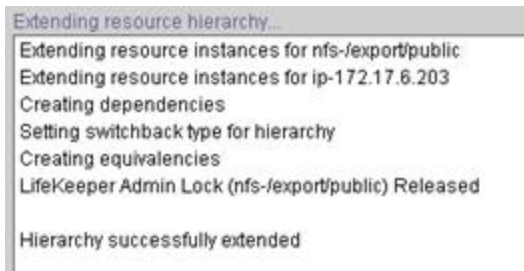 Extending resource hierarchy...
Extending resource instances for nfs-/export/public
Extending resource instances for ip-172.17.6.203
Creating dependencies
Setting switchback type for hierarchy
Creating equivalencies
LifeKeeper Admin Lock (nfs-/export/public) Released
Hierarchy successfully extended